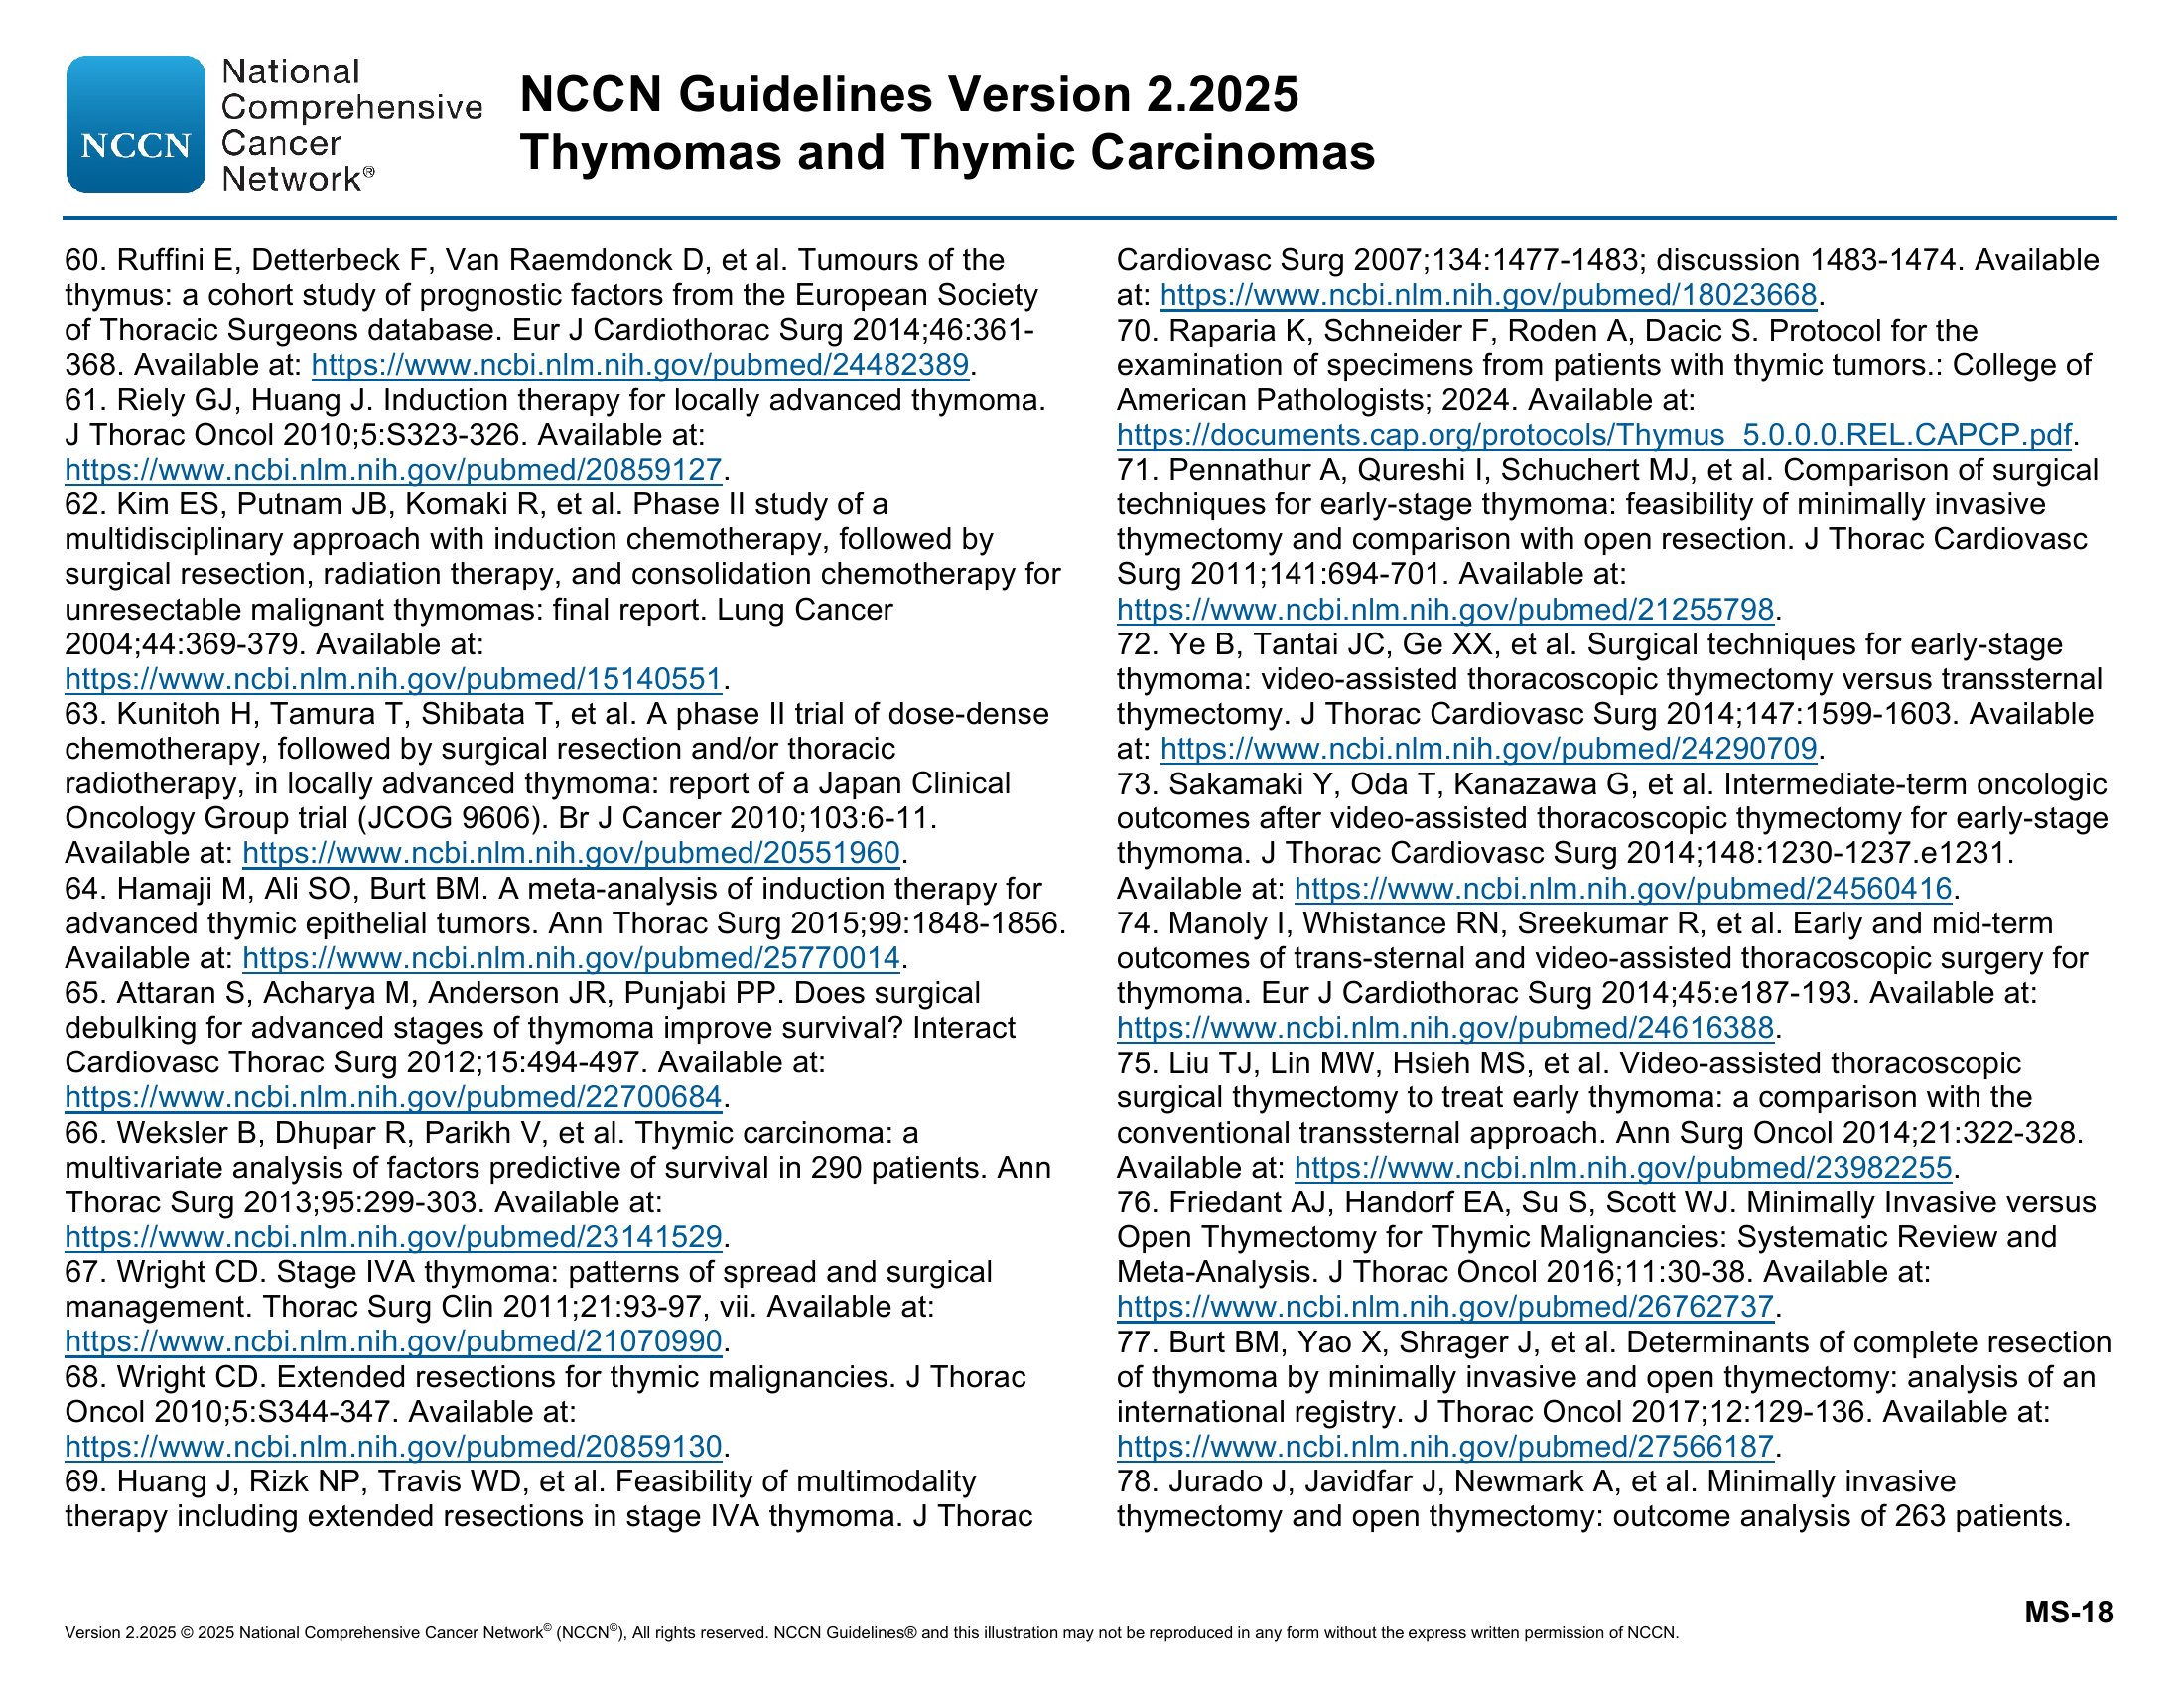 NCCN
National
Comprehensive
Cancer
Network®
NCCN Guidelines Version 2.2025
Thymomas and Thymic Carcinomas
60. Ruffini E, Detterbeck F, Van Raemdonck D, et al. Tumours of the
thymus: a cohort study of prognostic factors from the European Society
of Thoracic Surgeons database. Eur J Cardiothorac Surg 2014;46:361-
368. Available at: https://www.ncbi.nlm.nih.gov/pubmed/24482389.
61. Riely GJ, Huang J. Induction therapy for locally advanced thymoma.
J Thorac Oncol 2010;5:S323-326. Available at:
https://www.ncbi.nlm.nih.gov/pubmed/20859127.
62. Kim ES, Putnam JB, Komaki R, et al. Phase II study of a
multidisciplinary approach with induction chemotherapy, followed by
surgical resection, radiation therapy, and consolidation chemotherapy for
unresectable malignant thymomas: final report. Lung Cancer
2004;44:369-379. Available at:
https://www.ncbi.nlm.nih.gov/pubmed/15140551.
63. Kunitoh H, Tamura T, Shibata T, et al. A phase II trial of dose-dense
chemotherapy, followed by surgical resection and/or thoracic
radiotherapy, in locally advanced thymoma: report of a Japan Clinical
Oncology Group trial (JCOG 9606). Br J Cancer 2010;103:6-11.
Available at: https://www.ncbi.nlm.nih.gov/pubmed/20551960.
64. Hamaji M, Ali SO, Burt BM. A meta-analysis of induction therapy for
advanced thymic epithelial tumors. Ann Thorac Surg 2015;99:1848-1856.
Available at: https://www.ncbi.nlm.nih.gov/pubmed/25770014.
65. Attaran S, Acharya M, Anderson JR, Punjabi PP. Does surgical
debulking for advanced stages of thymoma improve survival? Interact
Cardiovasc Thorac Surg 2012;15:494-497. Available at:
https://www.ncbi.nlm.nih.gov/pubmed/22700684.
66. Weksler B, Dhupar R, Parikh V, et al. Thymic carcinoma: a
multivariate analysis of factors predictive of survival in 290 patients. Ann
Thorac Surg 2013;95:299-303. Available at:
https://www.ncbi.nlm.nih.gov/pubmed/23141529.
67. Wright CD. Stage IVA thymoma: patterns of spread and surgical
management. Thorac Surg Clin 2011;21:93-97, vii. Available at:
https://www.ncbi.nlm.nih.gov/pubmed/21070990.
68. Wright CD. Extended resections for thymic malignancies. J Thorac
Oncol 2010;5:S344-347. Available at:
https://www.ncbi.nlm.nih.gov/pubmed/20859130.
69. Huang J, Rizk NP, Travis WD, et al. Feasibility of multimodality
therapy including extended resections in stage IVA thymoma. J Thorac
Cardiovasc Surg 2007;134:1477-1483; discussion 1483-1474. Available
at: https://www.ncbi.nlm.nih.gov/pubmed/18023668.
70. Raparia K, Schneider F, Roden A, Dacic S. Protocol for the
examination of specimens from patients with thymic tumors.: College of
American Pathologists; 2024. Available at:
https://documents.cap.org/protocols/Thymus_5.0.0.0.REL.CAPCP.pdf.
71. Pennathur A, Qureshi I, Schuchert MJ, et al. Comparison of surgical
techniques for early-stage thymoma: feasibility of minimally invasive
thymectomy and comparison with open resection. J Thorac Cardiovasc
Surg 2011;141:694-701. Available at:
https://www.ncbi.nlm.nih.gov/pubmed/21255798.
72. Ye B, Tantai JC, Ge XX, et al. Surgical techniques for early-stage
thymoma: video-assisted thoracoscopic thymectomy versus transsternal
thymectomy. J Thorac Cardiovasc Surg 2014;147:1599-1603. Available
at: https://www.ncbi.nlm.nih.gov/pubmed/24290709.
73. Sakamaki Y, Oda T, Kanazawa G, et al. Intermediate-term oncologic
outcomes after video-assisted thoracoscopic thymectomy for early-stage
thymoma. J Thorac Cardiovasc Surg 2014;148:1230-1237.e1231.
Available at: https://www.ncbi.nlm.nih.gov/pubmed/24560416.
74. Manoly I, Whistance RN, Sreekumar R, et al. Early and mid-term
outcomes of trans-sternal and video-assisted thoracoscopic surgery for
thymoma. Eur J Cardiothorac Surg 2014;45:e187-193. Available at:
https://www.ncbi.nlm.nih.gov/pubmed/24616388.
75. Liu TJ, Lin MW, Hsieh MS, et al. Video-assisted thoracoscopic
surgical thymectomy to treat early thymoma: a comparison with the
conventional transsternal approach. Ann Surg Oncol 2014;21:322-328.
Available at: https://www.ncbi.nlm.nih.gov/pubmed/23982255.
76. Friedant AJ, Handorf EA, Su S, Scott WJ. Minimally Invasive versus
Open Thymectomy for Thymic Malignancies: Systematic Review and
Meta-Analysis. J Thorac Oncol 2016;11:30-38. Available at:
https://www.ncbi.nlm.nih.gov/pubmed/26762737.
77. Burt BM, Yao X, Shrager J, et al. Determinants of complete resection
of thymoma by minimally invasive and open thymectomy: analysis of an
international registry. J Thorac Oncol 2017;12:129-136. Available at:
https://www.ncbi.nlm.nih.gov/pubmed/27566187.
78. Jurado J, Javidfar J, Newmark A, et al. Minimally invasive
thymectomy and open thymectomy: outcome analysis of 263 patients.
MS-18
Version 2.2025 © 2025 National Comprehensive Cancer Network© (NCCN©), All rights reserved. NCCN Guidelines® and this illustration may not be reproduced in any form without the express written permission of NCCN.